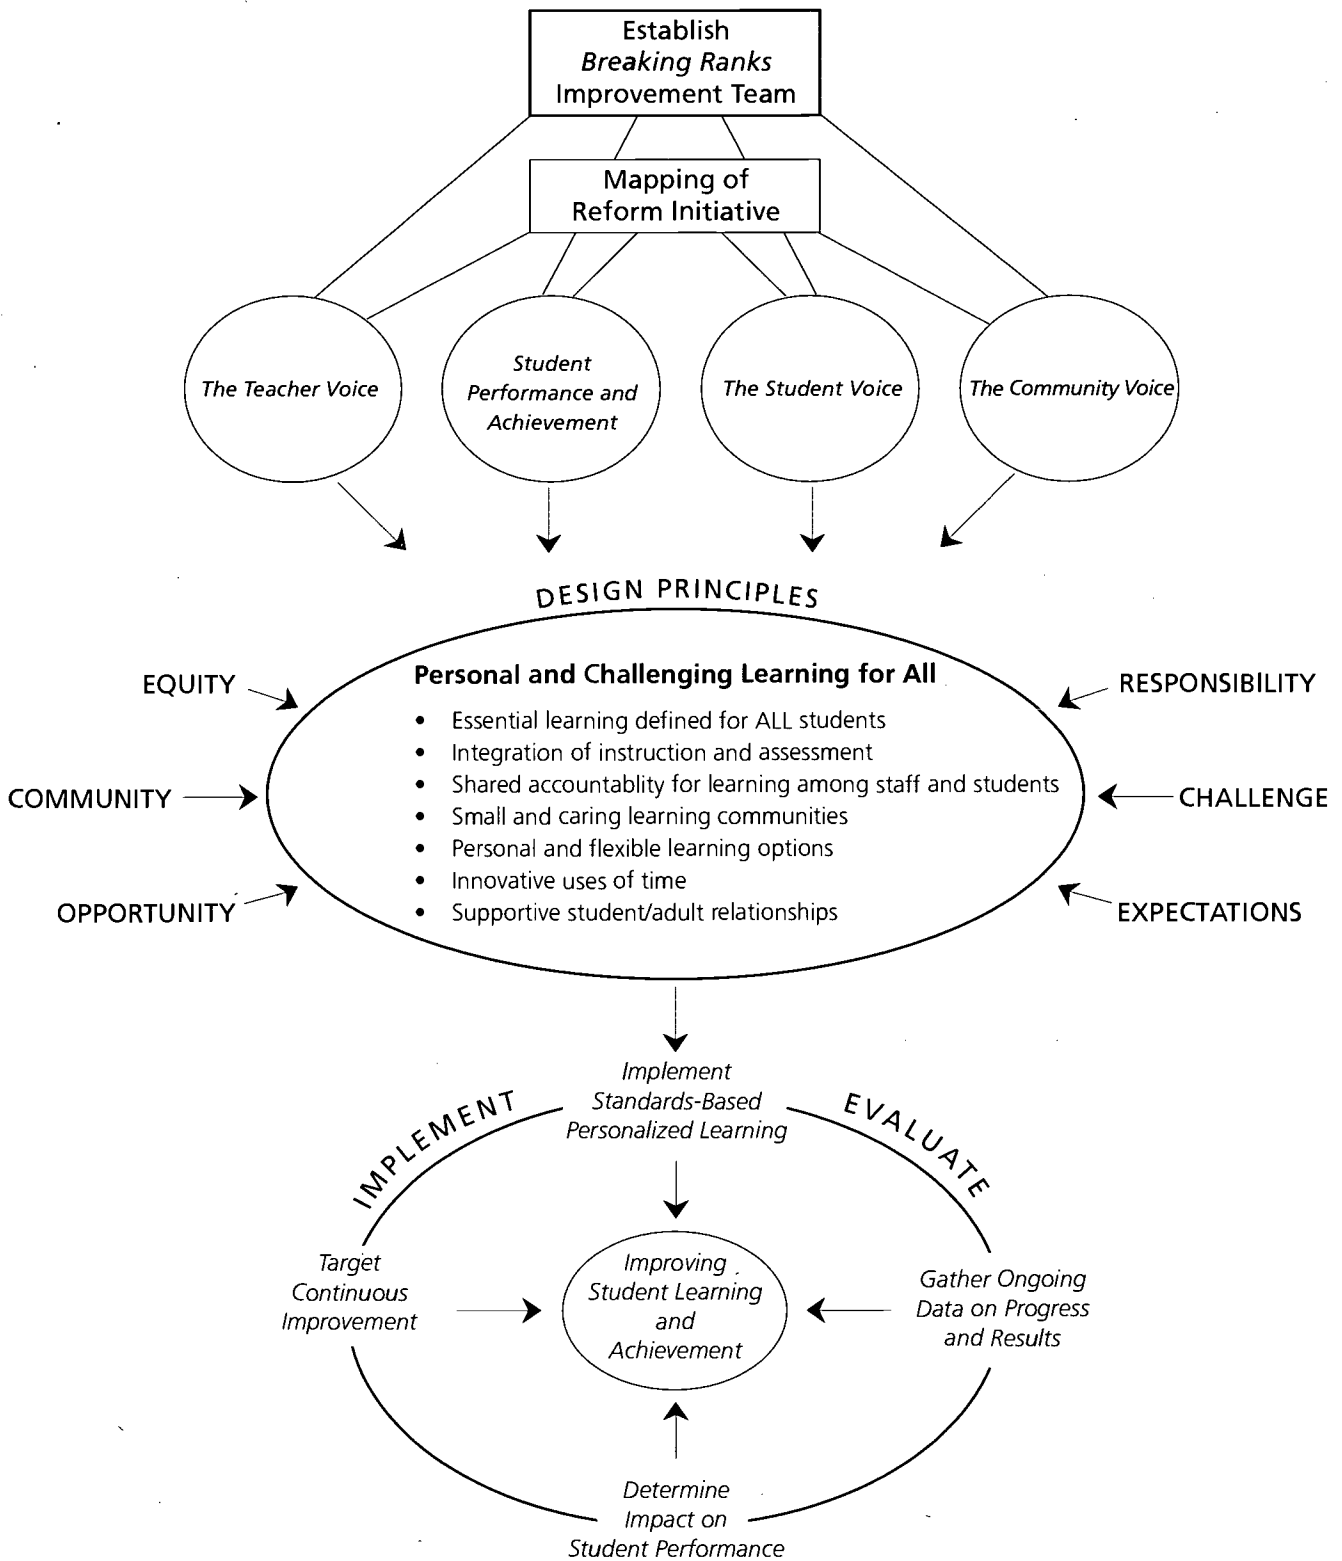 Establish
Breaking Ranks
Improvement Team
Mapping of
Reform Initiative
The Teacher Voice
Student
Performance and
Achievement
The Student Voice
The Community Voice
DESIGN PRINCIPLES
Personal and Challenging Learning for All
• Essential learning defined for ALL students
• Integration of instruction and assessment
• Shared accountablity for learning among staff and students
• Small and caring learning communities
• Personal and flexible learning options
• Innovative uses of time
• Supportive student/adult relationships
EQUITY
COMMUNITY
OPPORTUNITY
RESPONSIBILITY
CHALLENGE
EXPECTATIONS
Implement
Standards-Based
Personalized Learning
IMPLEMENT
EVALUATE
Target
Continuous
Improvement
Improving
Student Learning
and
Achievement
Gather Ongoing
Data on Progress
and Results
Determine
Impact on
Student Performance